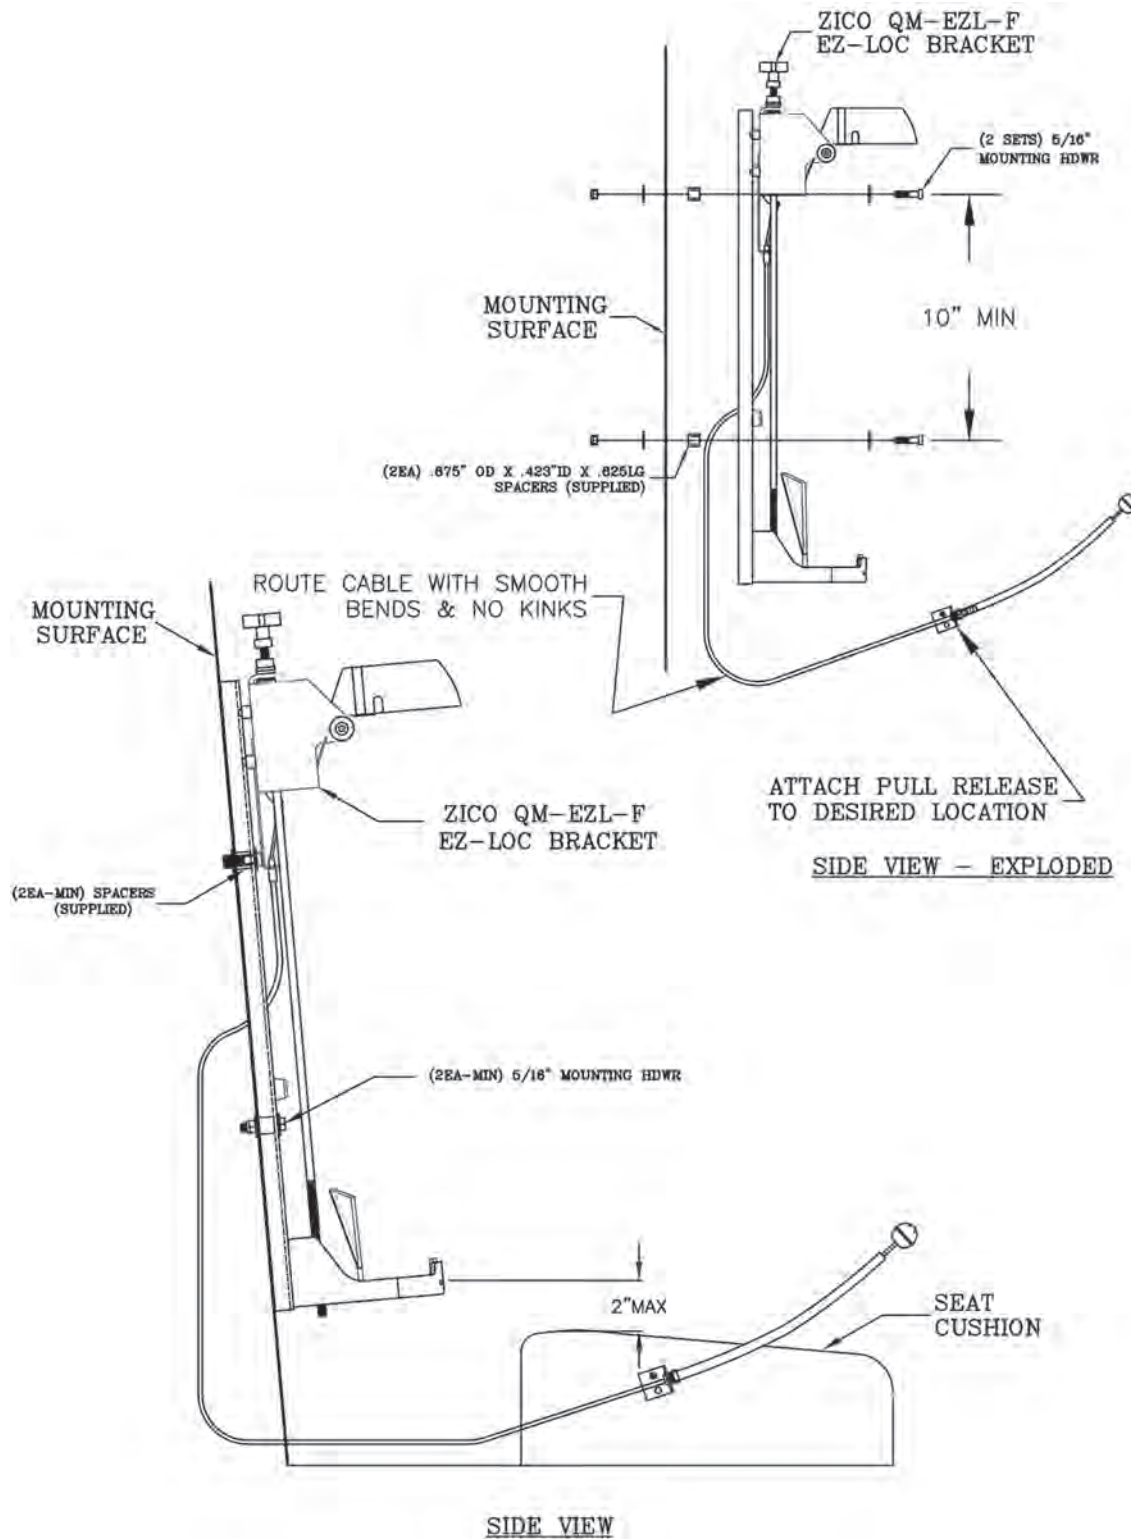 ZICO QM-EZL-F
EZ-LOC BRACKET
(2 SETS) 5/16"
MOUNTING HDWR
MOUNTING
SURFACE
10" MIN
(2EA) .675" OD X .423"ID X .625LG
SPACERS (SUPPLIED)
ROUTE CABLE WITH SMOOTH
BENDS & NO KINKS
MOUNTING
SURFACE
ATTACH PULL RELEASE
TO DESIRED LOCATION
ZICO QM-EZL-F
EZ-LOC BRACKET
SIDE VIEW - EXPLODED
(2EA-MIN) SPACERS
(SUPPLIED)
(2EA-MIN) 5/16" MOUNTING HDWR
2"MAX
SEAT
CUSHION
SIDE VIEW